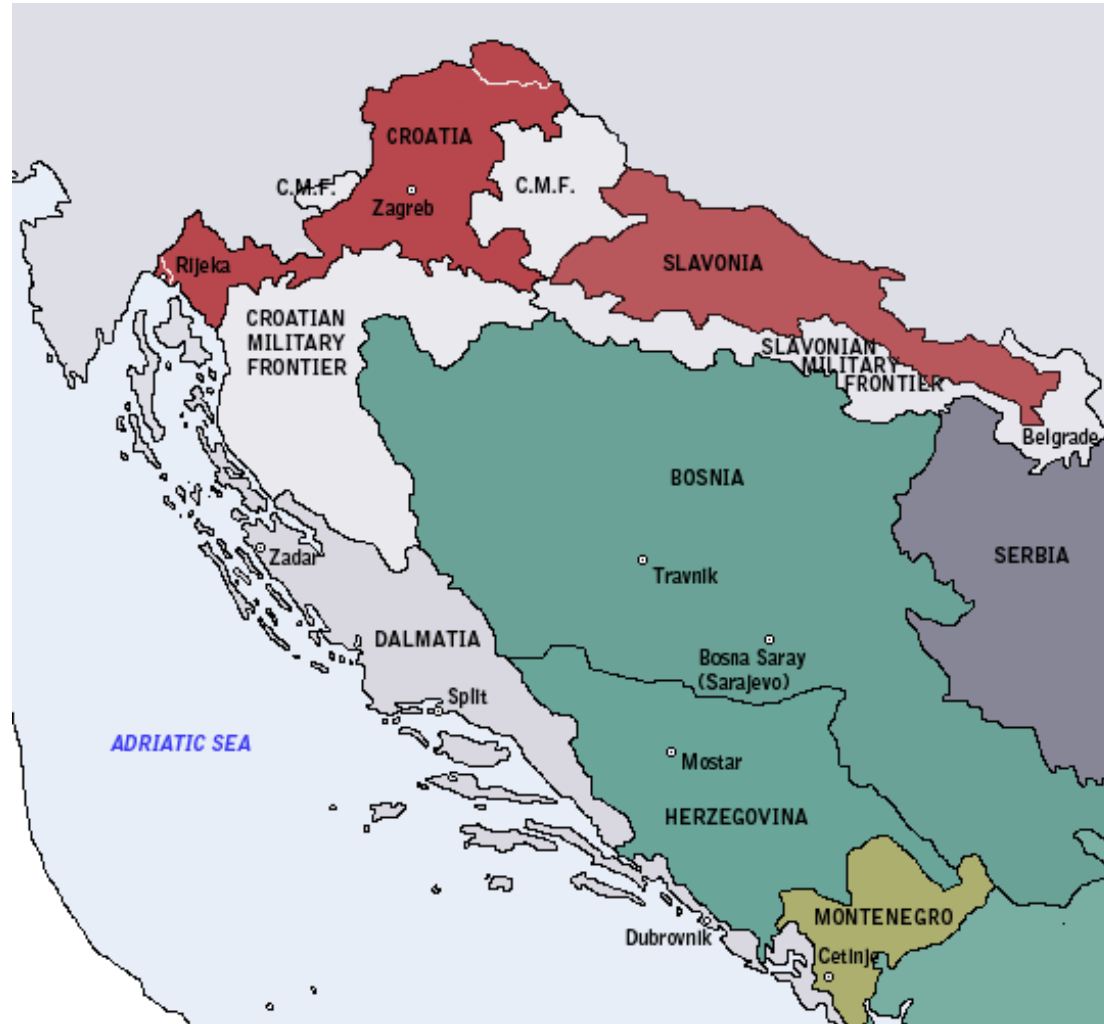 CROATIA
C.M.F.
C.M.F.
Zagreb
Rijeka
SLAVONIA
CROATIAN
MILITARY
FRONTIER
SLAVONIAN
MILITARY
FRONTIER
Belgrade
BOSNIA
SERBIA
Zadar
Travnik
DALMATIA
Bosna Saray
(Sarajevo)
Split
ADRIATIC SEA
Mostar
HERZEGOVINA
MONTENEGRO
Dubrovnik
Cetinje